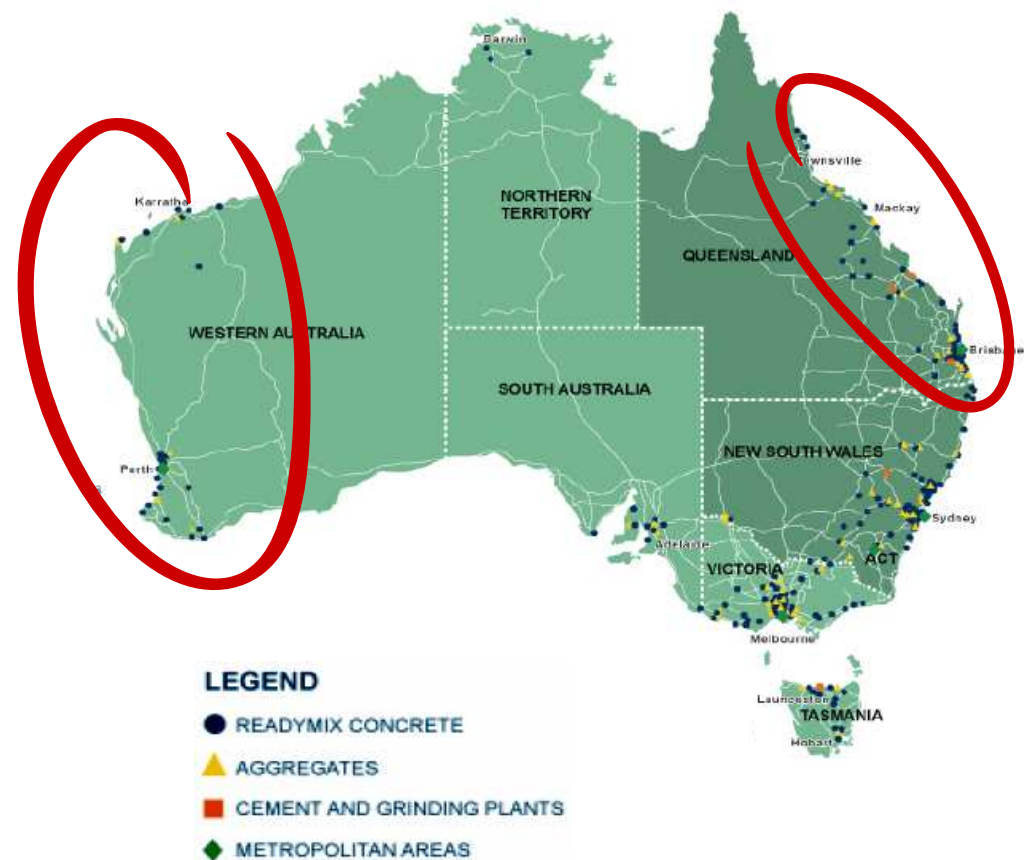 Darwin
Townsville
Karratha
NORTHERN
TERRITORY
Mackay
QUEENSLAND
WESTERN AUSTRALIA
Brisbane
SOUTH AUSTRALIA
NEW SOUTH WALES
Perth
Sydney
Adelaide
ACT
VICTORIA
Melbourne
LEGEND
Launceston
READYMIX CONCRETE
TASMANIA
Hobart
AGGREGATES
CEMENT AND GRINDING PLANTS
METROPOLITAN AREAS